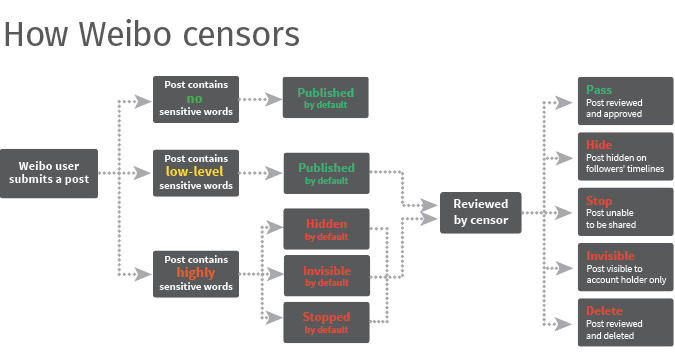 How Weibo censors
Weibo user
submits a post
Post contains
no
sensitive words
Published
by default
Post contains
low-level
sensitive words
Published
by default
Post contains
highly
sensitive words
Hidden
by default
Invisible
by default
Stopped
by default
Reviewed
by censor
Pass
Post reviewed
and approved
Hide
Post hidden on
followers' timelines
Stop
Post unable
to be shared
Invisible
Post visible to
account holder only
Delete
Post reviewed
and deleted